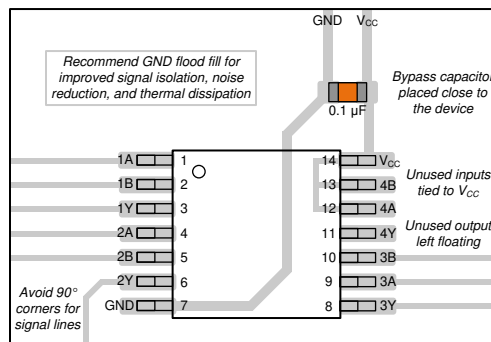 GND VCC
Recommend GND flood fill for
improved signal isolation, noise
reduction, and thermal dissipation
Bypass capacitor
placed close to
the device
0.1 µF
1A 1 14 VCC
1B 2 13 4B
1Y 3 12 4A
2A 4 11 4Y
2B 5 10 3B
2Y 6 9 3A
GND 7 8 3Y
Unused inputs
tied to VCC
Unused output
left floating
Avoid 90°
corners for
signal lines